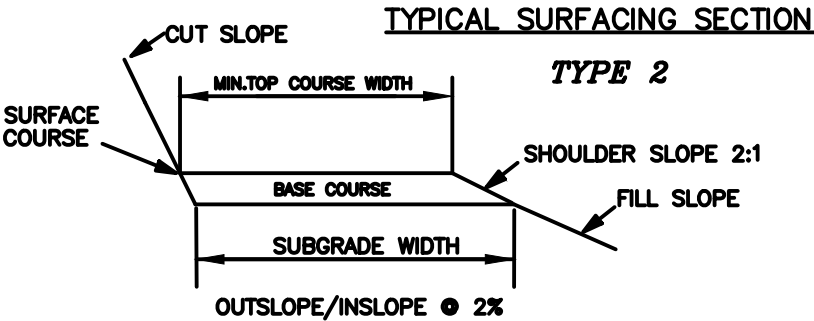 TYPICAL SURFACING SECTION
TYPE 2
CUT SLOPE
MIN.TOP COURSE WIDTH
SURFACE
COURSE
SHOULDER SLOPE 2:1
BASE COURSE
FILL SLOPE
SUBGRADE WIDTH
OUTSLOPE/INSLOPE @ 2%